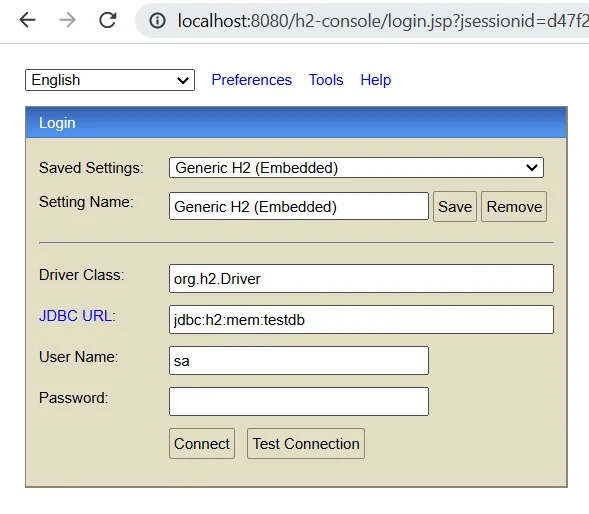 localhost:8080/h2-console/login.jsp?jsessionid=d47f2
English Preferences Tools Help
Login
Saved Settings: Generic H2 (Embedded)
Setting Name: Generic H2 (Embedded) Save Remove
Driver Class: org.h2.Driver
JDBC URL: jdbc:h2:mem:testdb
User Name: sa
Password:
Connect Test Connection